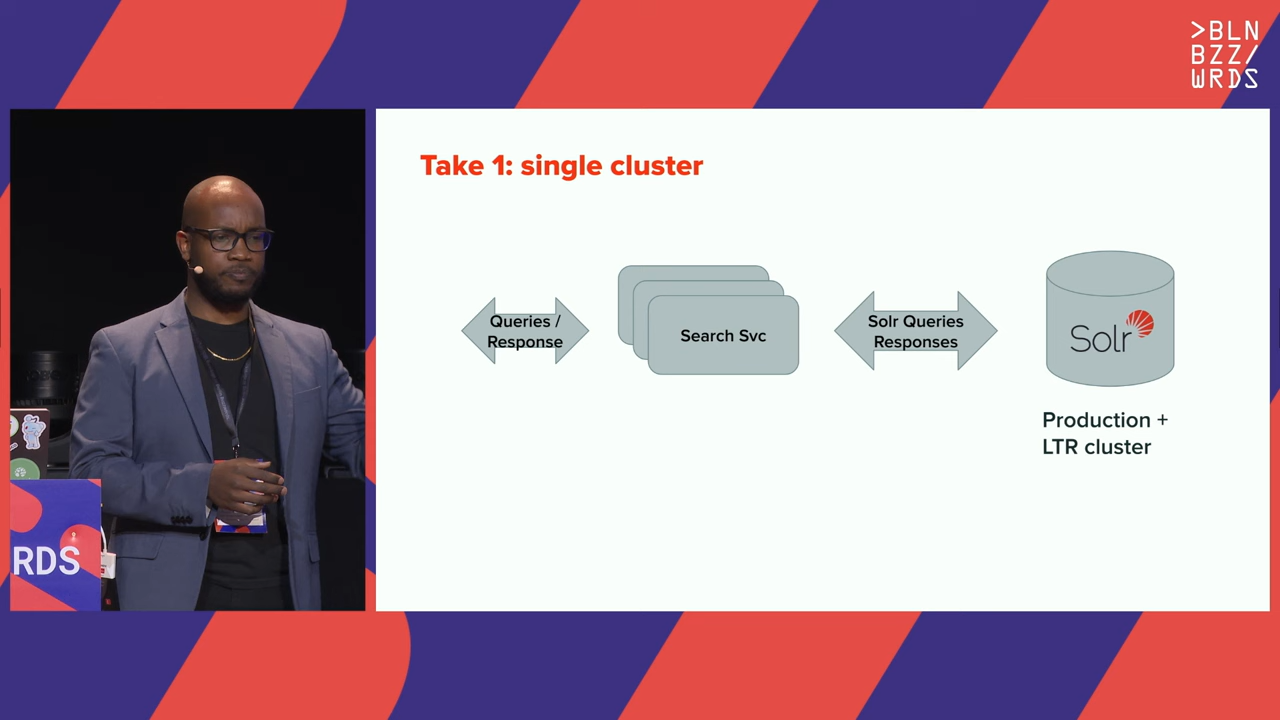 >BLN
BZZ/
WRDS
Take 1: single cluster
Queries /
Response
Search Svc
Solr Queries
Responses
Solr
Production +
LTR cluster
RDS